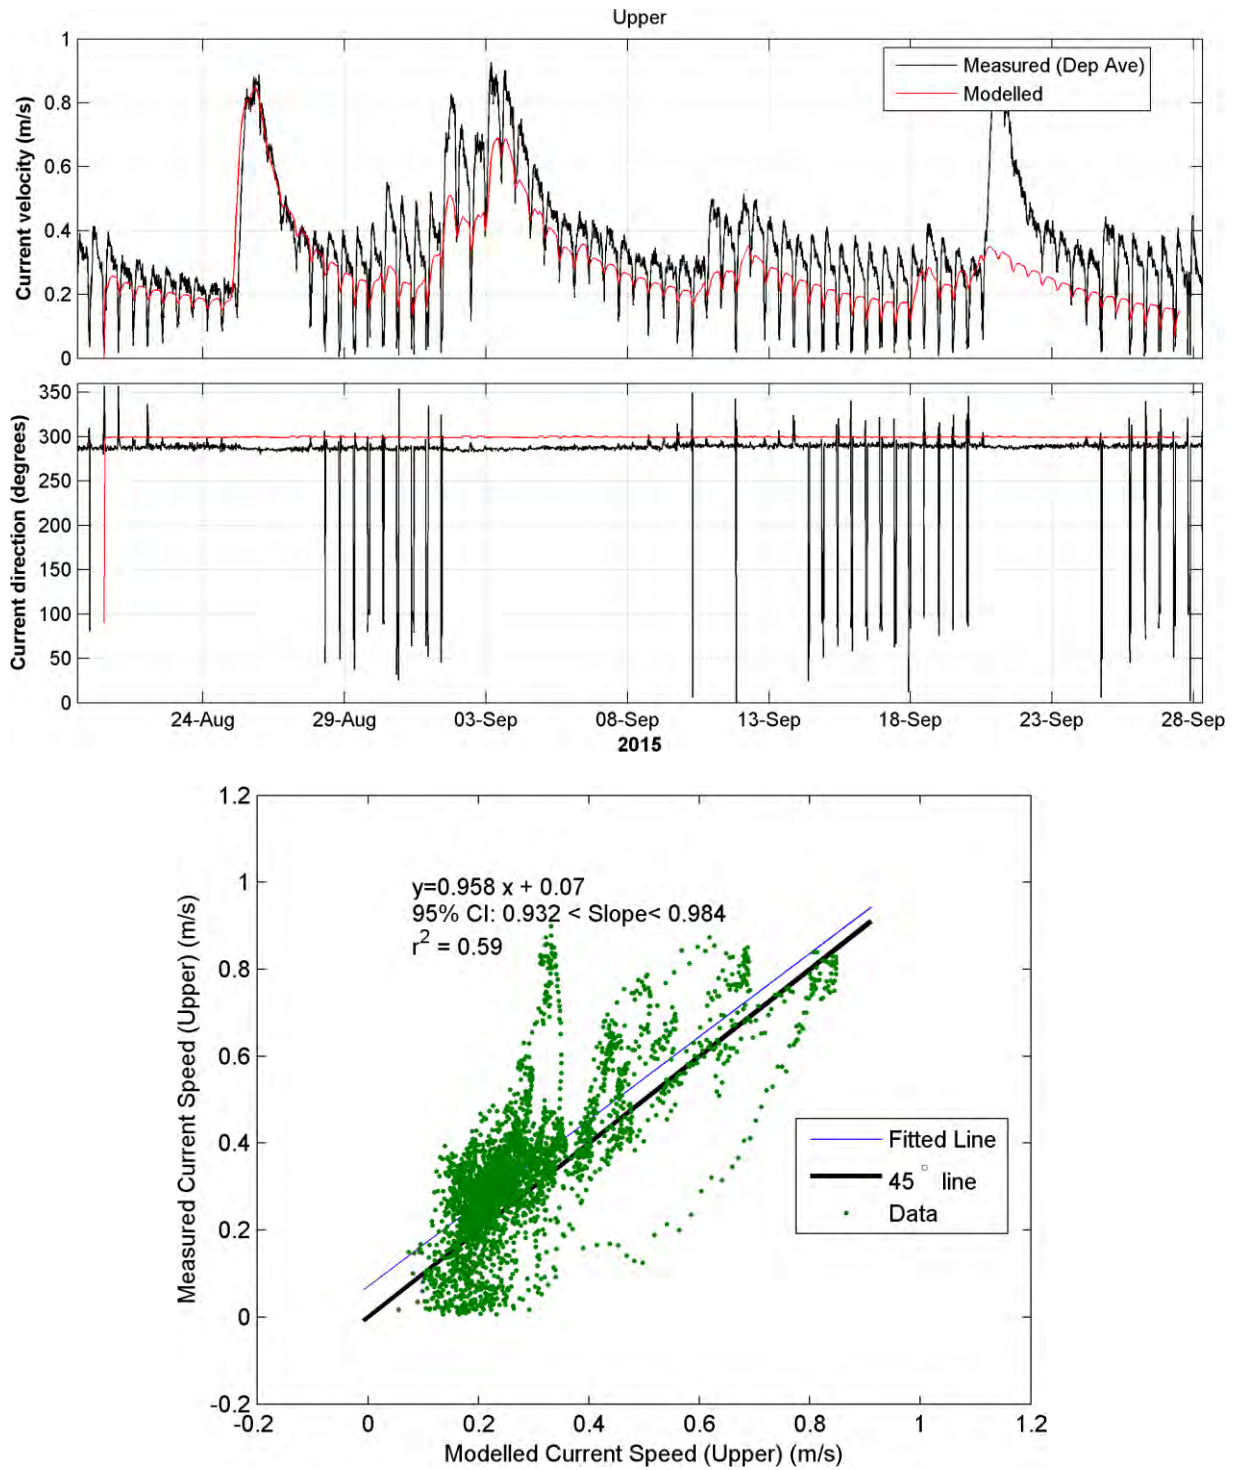 Upper
Current velocity (m/s)
1
0.8
0.6
0.4
0.2
0
Measured (Dep Ave)
Modelled
Current direction (degrees)
350
300
250
200
150
100
50
0
24-Aug 29-Aug 03-Sep 08-Sep 13-Sep 18-Sep 23-Sep 28-Sep
2015
Measured Current Speed (Upper) (m/s)
1.2
1
0.8
0.6
0.4
0.2
0
-0.2
y=0.958 x + 0.07
95% CI: 0.932 < Slope< 0.984
r² = 0.59
Fitted Line
45° line
Data
-0.2 0 0.2 0.4 0.6 0.8 1 1.2
Modelled Current Speed (Upper) (m/s)